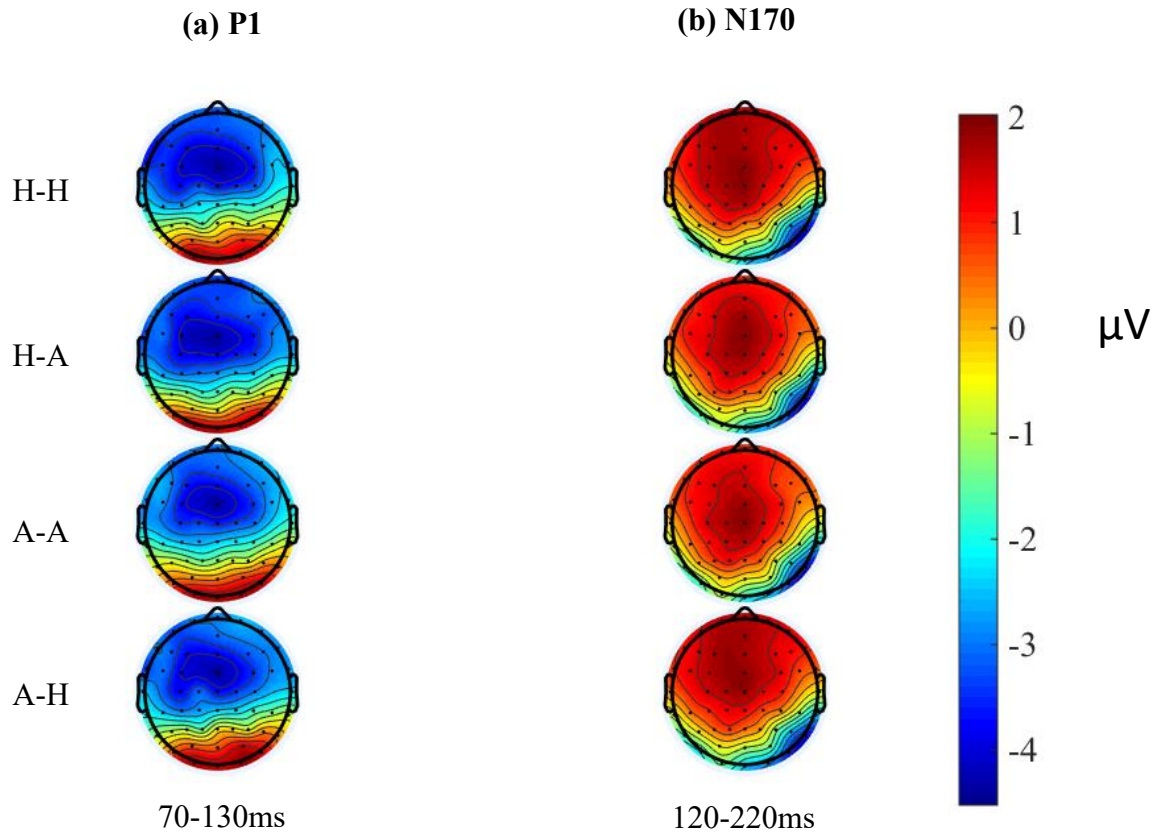 (a) P1
(b) N170
H-H
H-A
A-A
A-H
70-130ms
120-220ms
2
1
0
-1
-2
-3
-4
μV